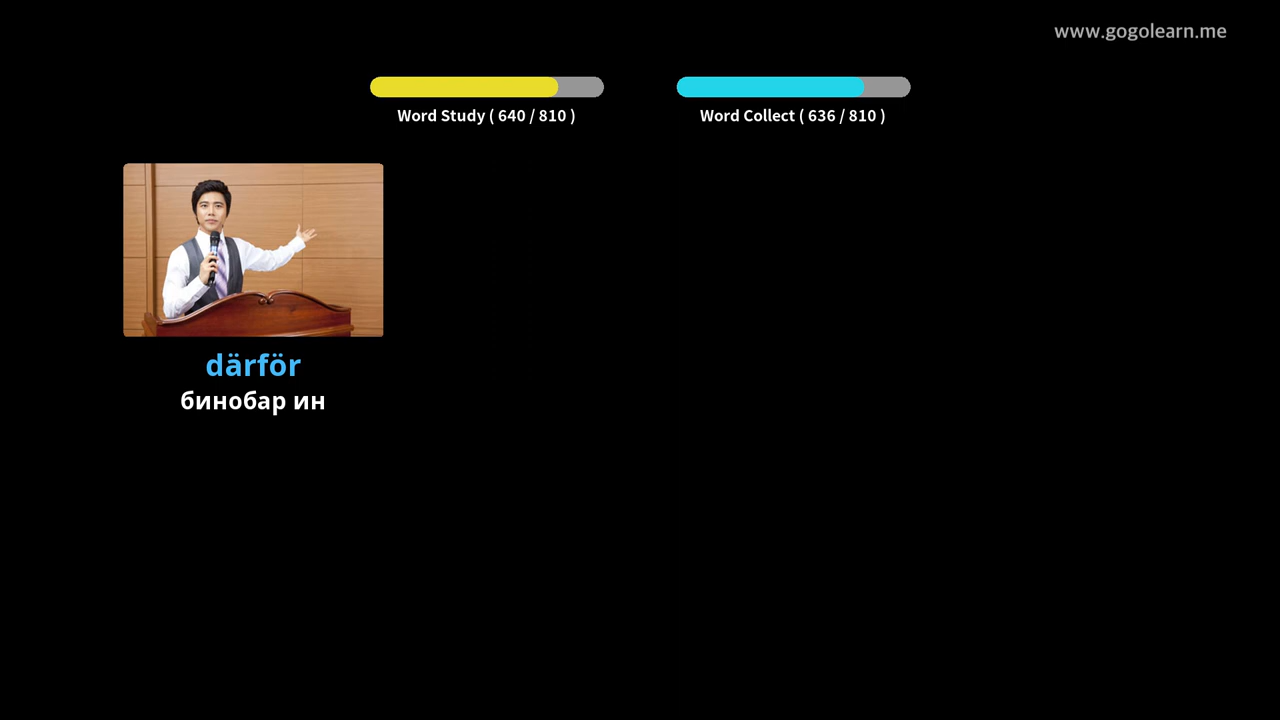 www.gogolearn.me
Word Study ( 640 / 810 )
Word Collect ( 636 / 810 )
därför
бинобар ин